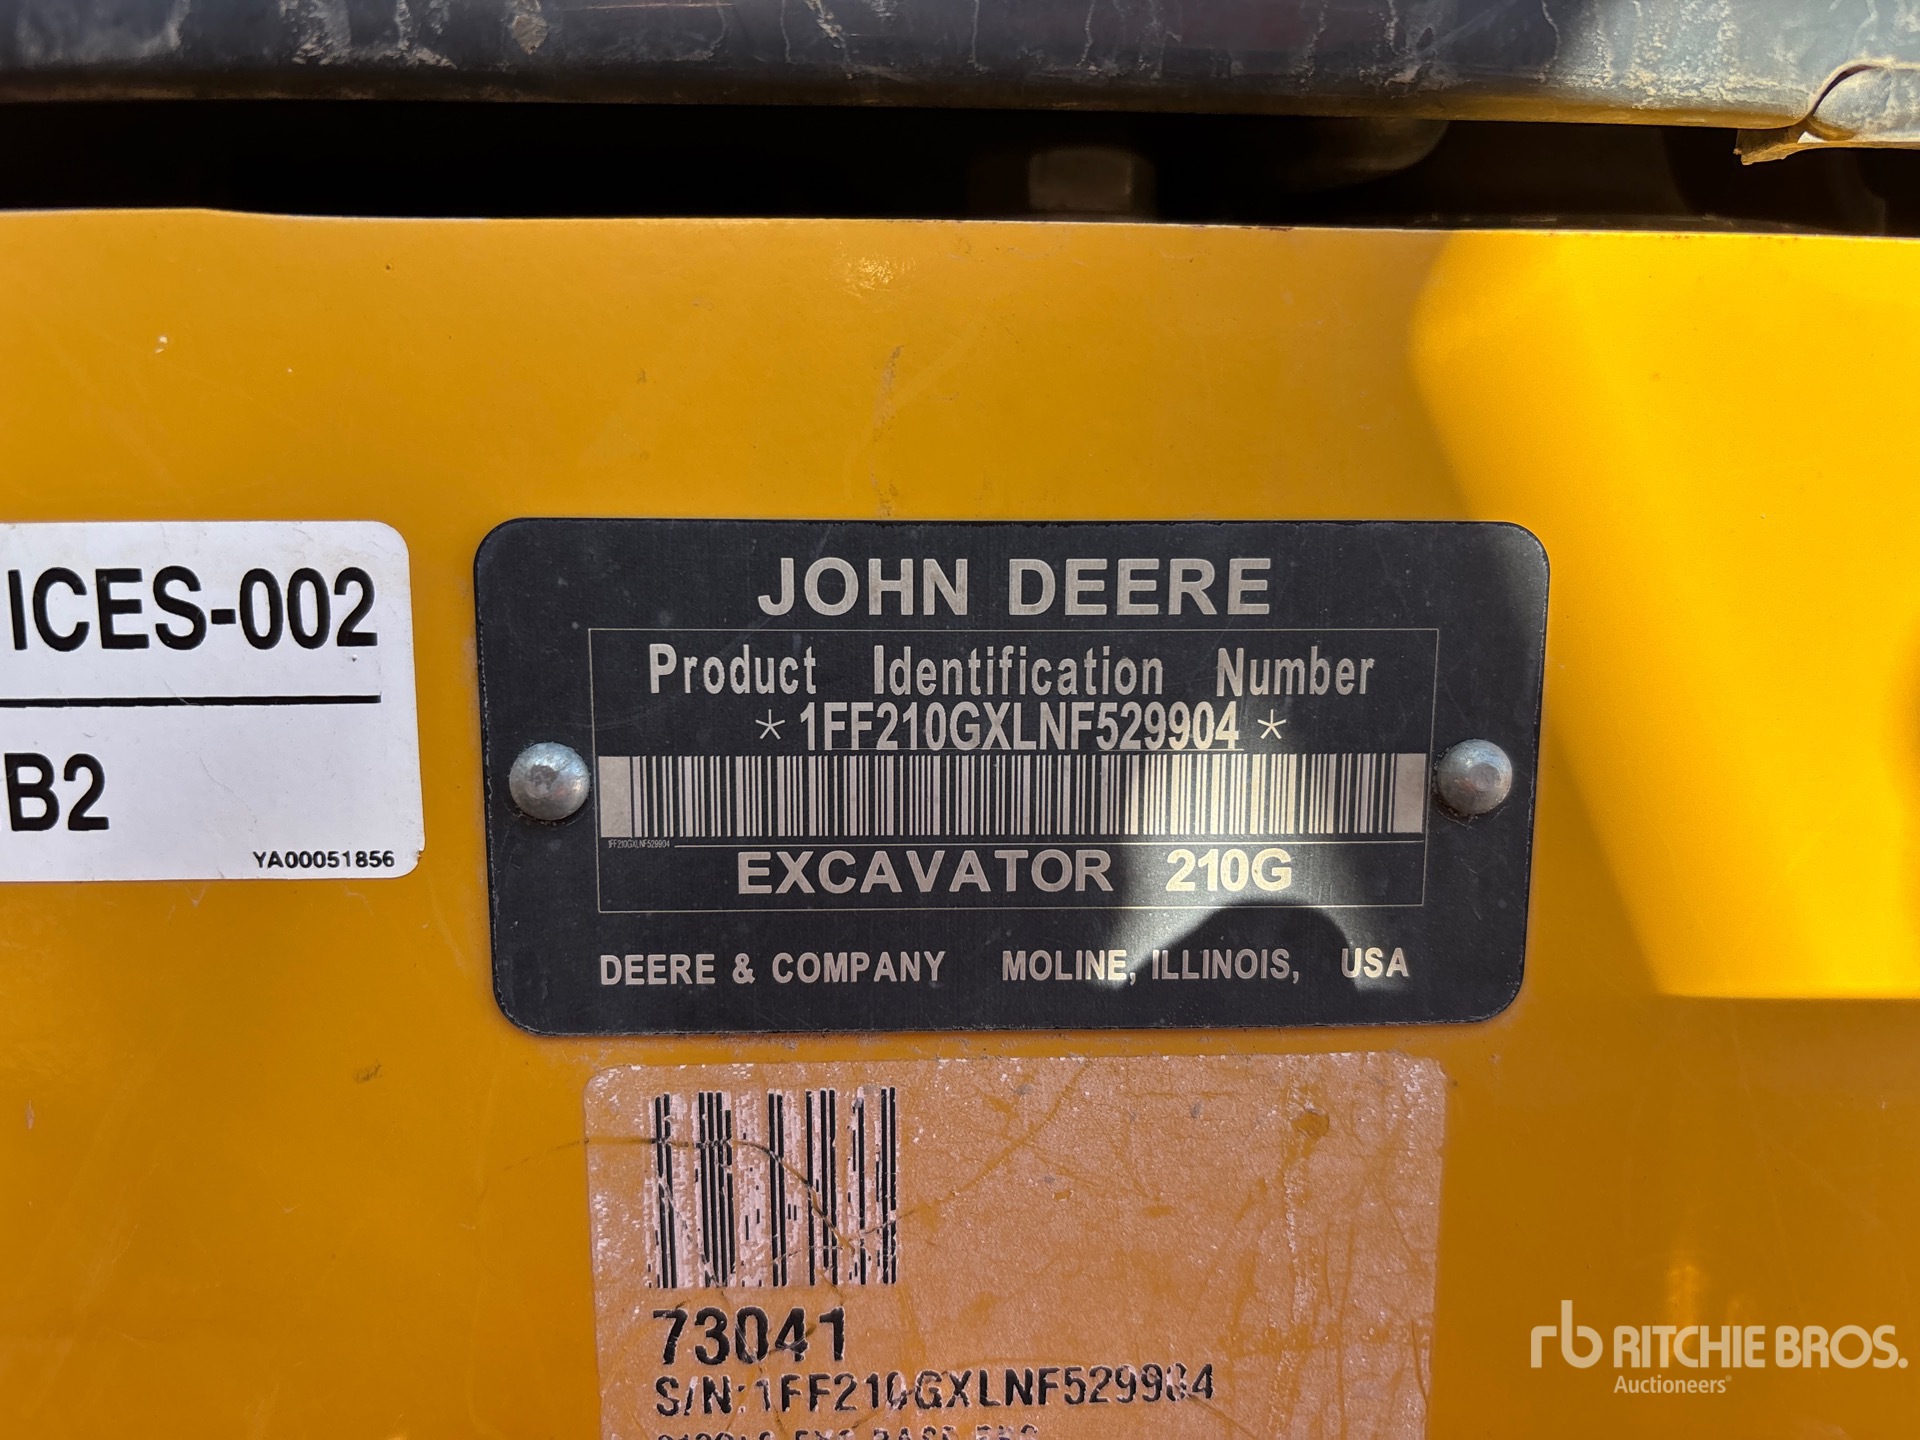 ICES-002
B2
YA00051856
JOHN DEERE
Product Identification Number
*1FF210GXLNF529904*
1FF210GXLNF529904
EXCAVATOR 210G
DEERE & COMPANY MOLINE, ILLINOIS, USA
73041
S/N:1FF210GXLNF529904
rb RITCHIE BROS.
Auctioneers